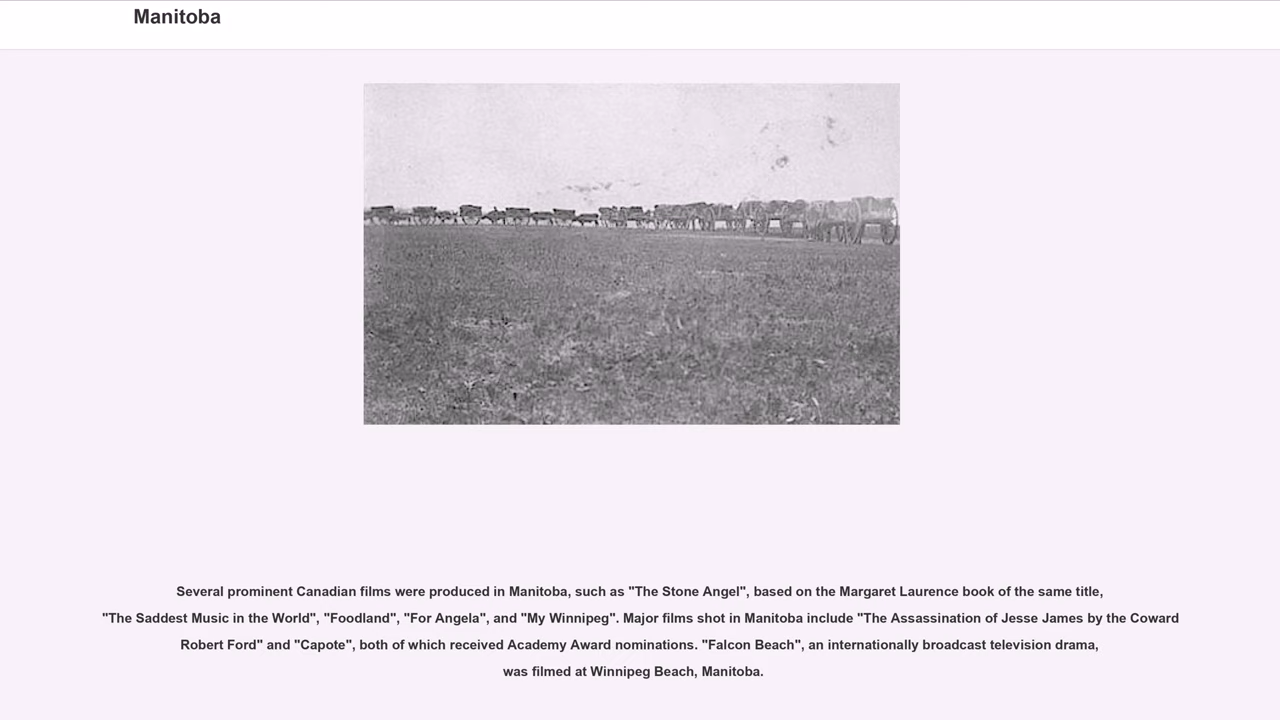 Manitoba
Several prominent Canadian films were produced in Manitoba, such as "The Stone Angel", based on the Margaret Laurence book of the same title,
"The Saddest Music in the World", "Foodland", "For Angela", and "My Winnipeg". Major films shot in Manitoba include "The Assassination of Jesse James by the Coward
Robert Ford" and "Capote", both of which received Academy Award nominations. "Falcon Beach", an internationally broadcast television drama,
was filmed at Winnipeg Beach, Manitoba.